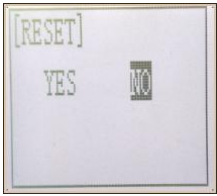 [RESET]
YES NO